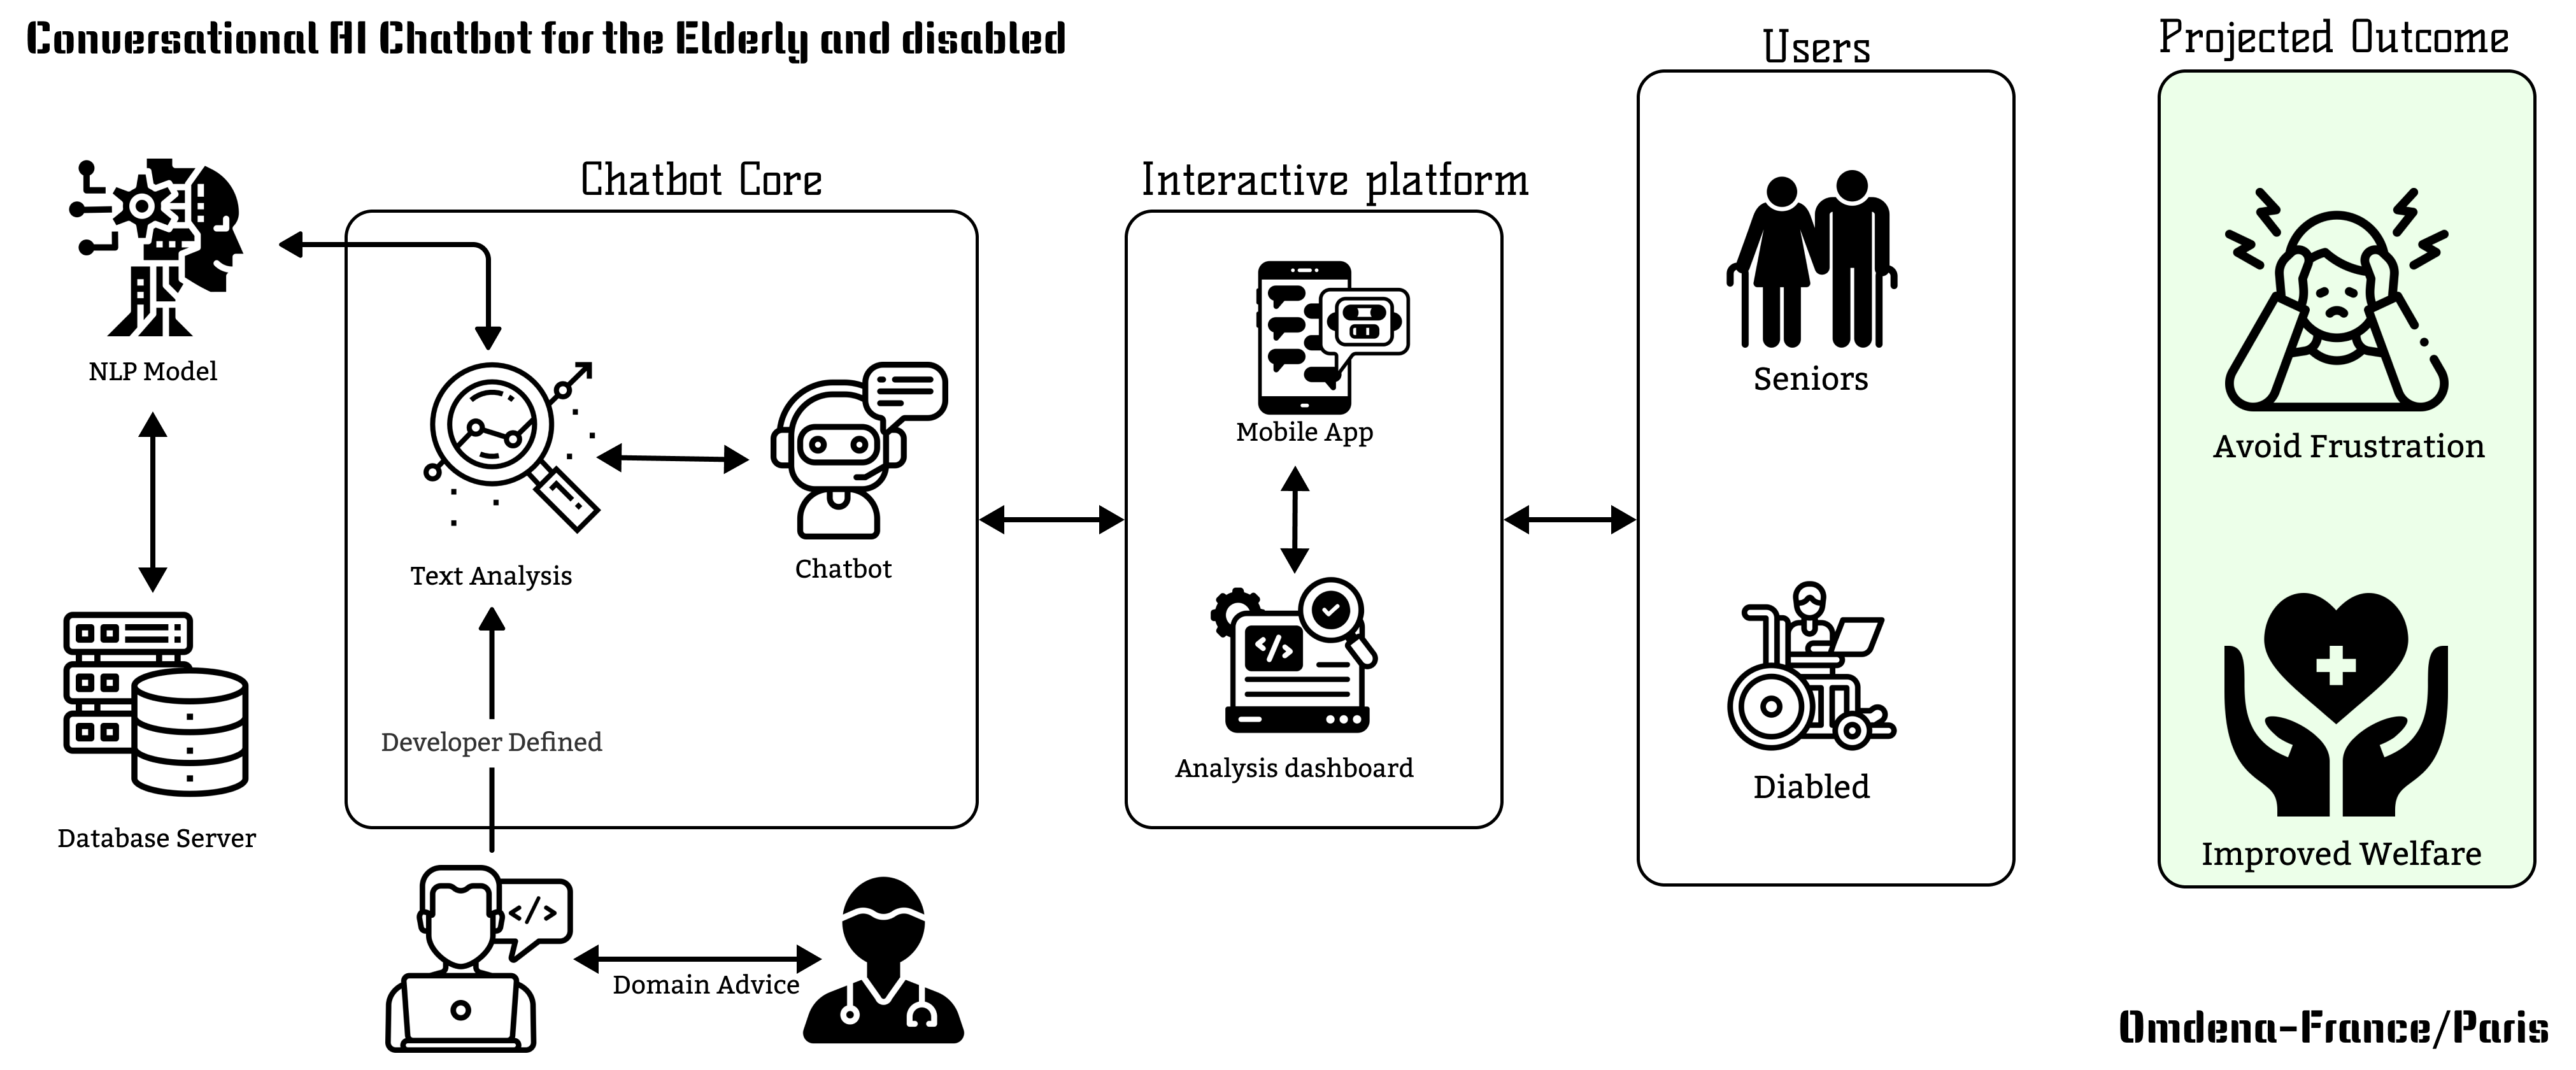 Conversational AI Chatbot for the Elderly and disabled
Users
Projected Outcome
Chatbot Core
Interactive platform
NLP Model
Text Analysis
Chatbot
Mobile App
Seniors
Avoid Frustration
Developer Defined
Analysis dashboard
Diabled
Database Server
Improved Welfare
</>
</>
Domain Advice
Omdena-France/Paris